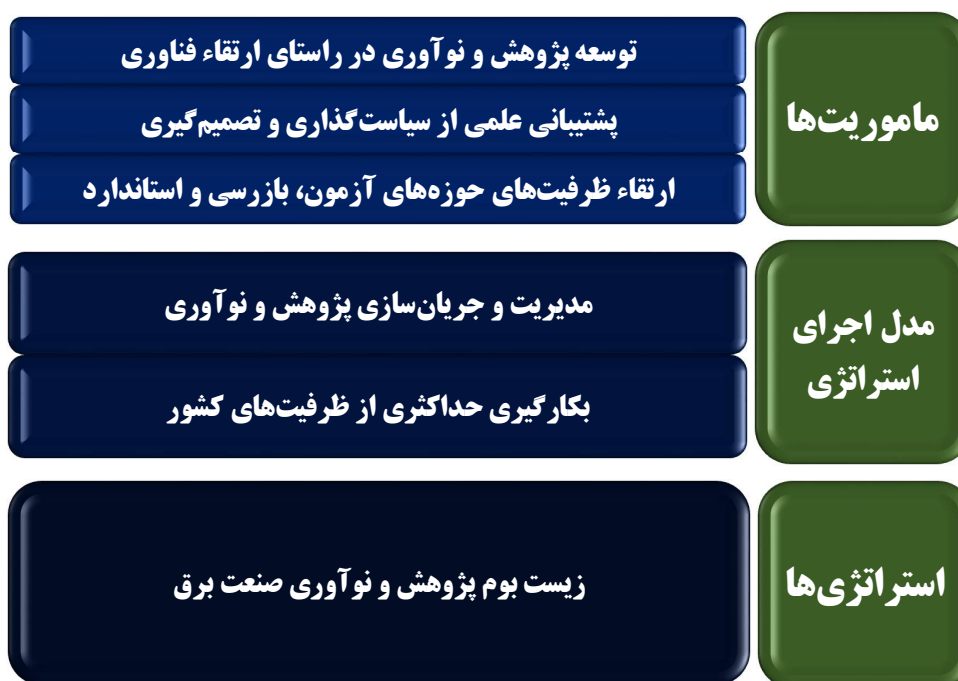 ماموریت‌ها
توسعه پژوهش و نوآوری در راستای ارتقاء فناوری
پشتیبانی علمی از سیاست‌گذاری و تصمیم‌گیری
ارتقاء ظرفیت‌های حوزه‌های آزمون، بازرسی و استاندارد
مدل اجرای
استراتژی
مدیریت و جریان‌سازی پژوهش و نوآوری
بکارگیری حداکثری از ظرفیت‌های کشور
استراتژی‌ها
زیست بوم پژوهش و نوآوری صنعت برق